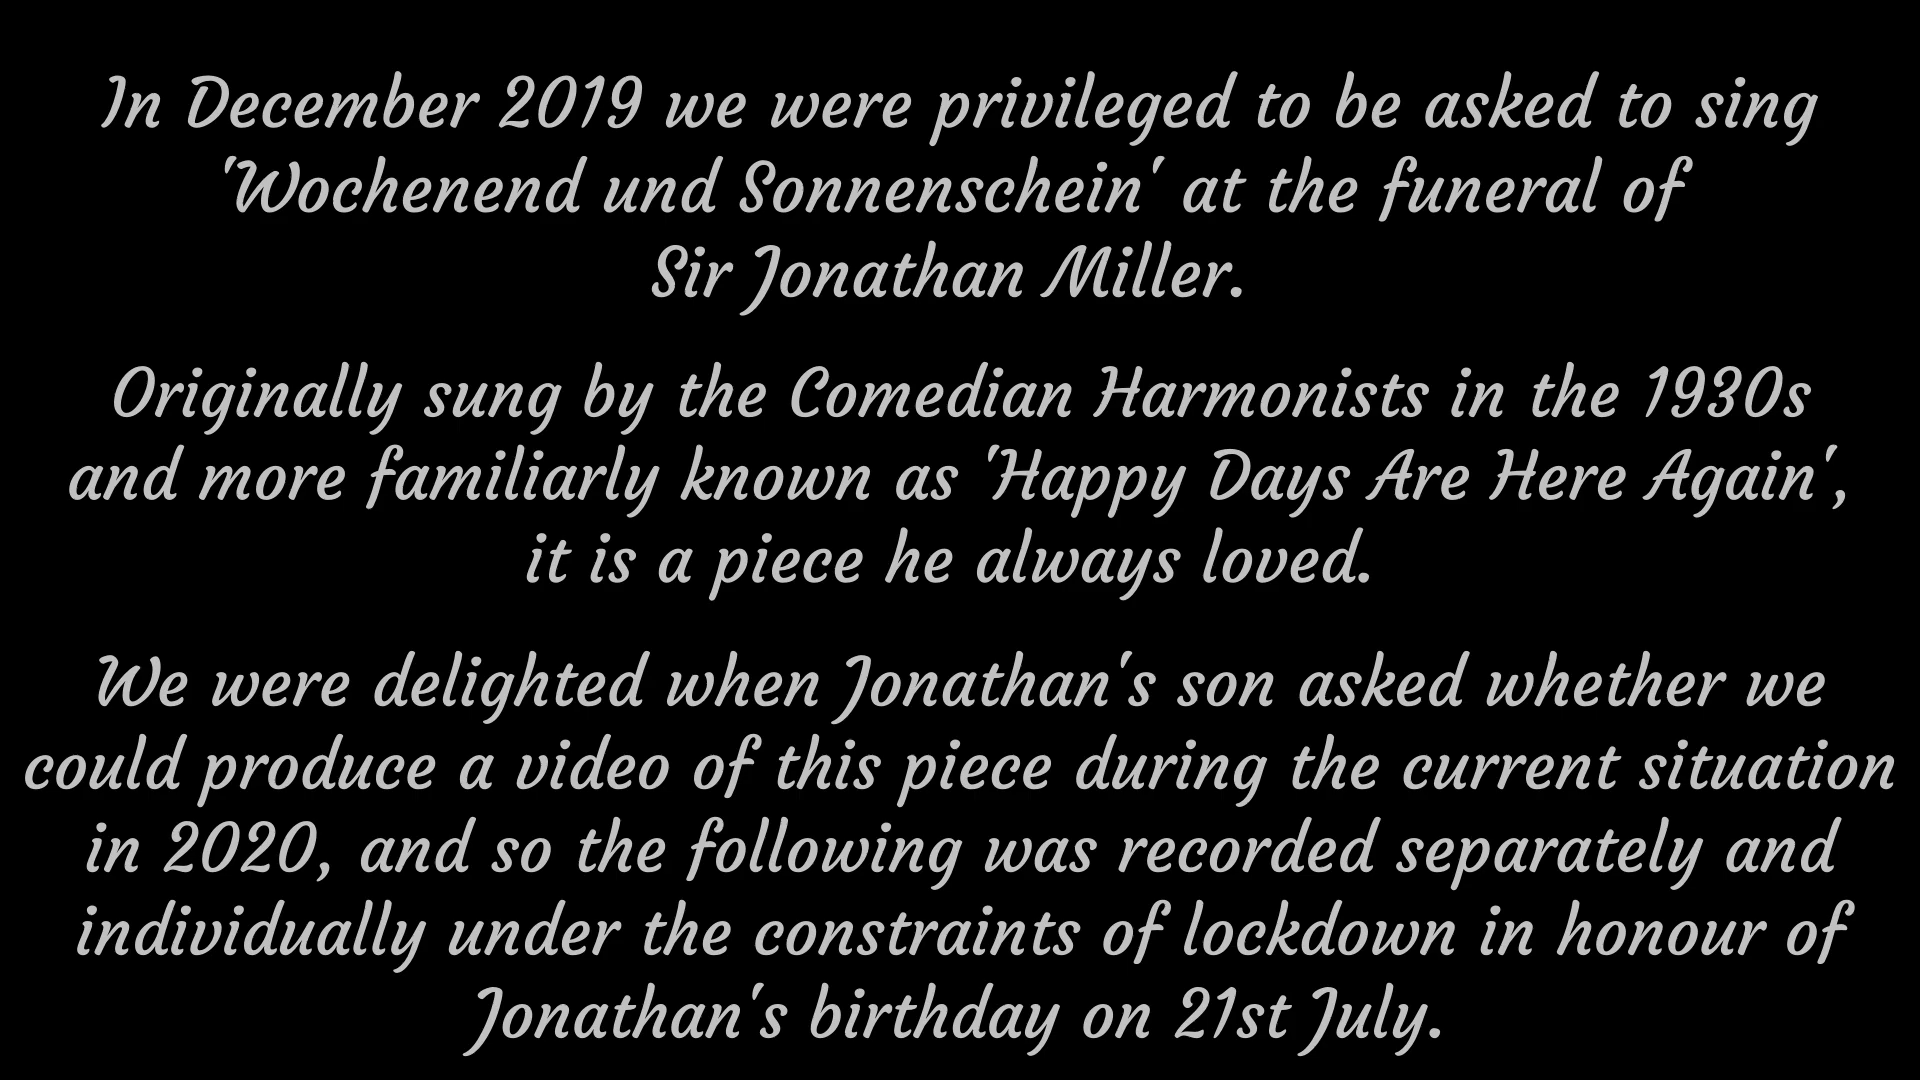 In December 2019 we were privileged to be asked to sing
'Wochenend und Sonnenschein' at the funeral of
Sir Jonathan Miller.
Originally sung by the Comedian Harmonists in the 1930s
and more familiarly known as 'Happy Days Are Here Again',
it is a piece he always loved.
We were delighted when Jonathan's son asked whether we
could produce a video of this piece during the current situation
in 2020, and so the following was recorded separately and
individually under the constraints of lockdown in honour of
Jonathan's birthday on 21st July.